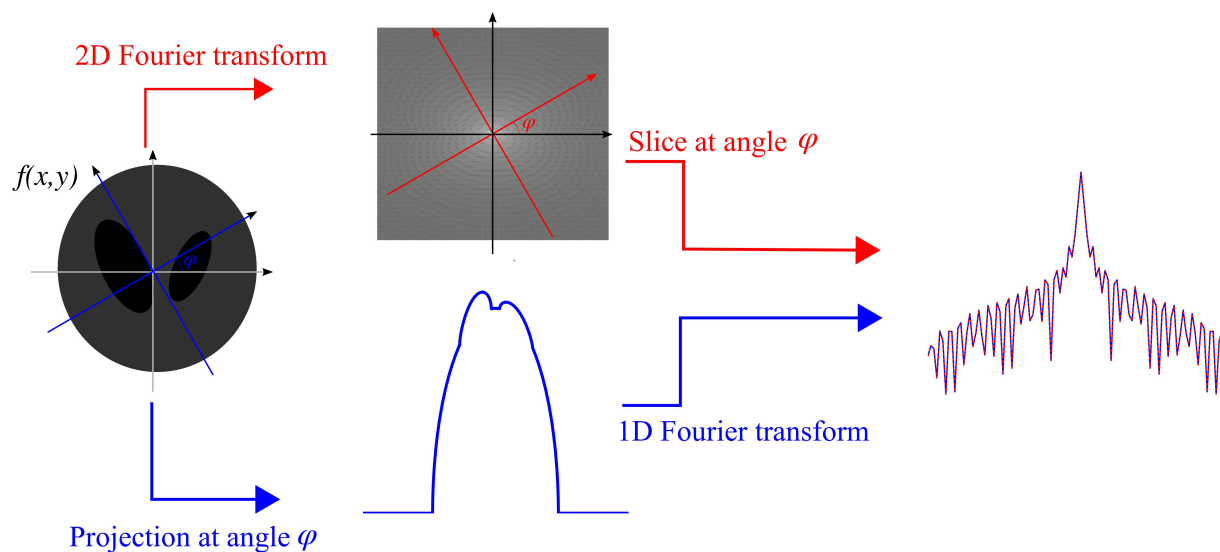 2D Fourier transform
f(x,y)
φ
φ
Slice at angle φ
1D Fourier transform
Projection at angle φ